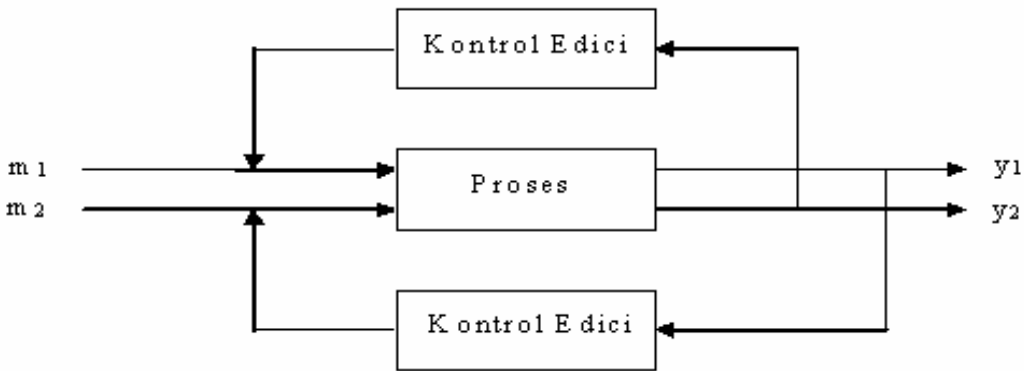 Kontrol Edici
m1
Proses
y1
m2
y2
Kontrol Edici